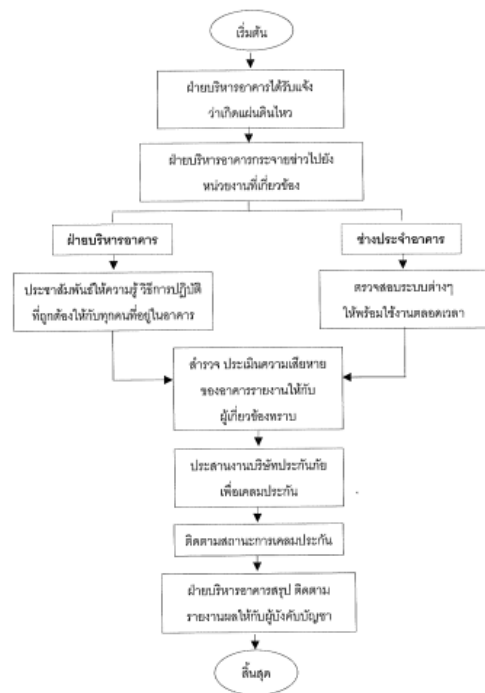 เริ่มต้น
ฝ่ายบริหารอาคารได้รับแจ้ง
ว่าเกิดแผ่นดินไหว
ฝ่ายบริหารอาคารกระจายข่าวไปยัง
หน่วยงานที่เกี่ยวข้อง
ฝ่ายบริหารอาคาร
ช่างประจำอาคาร
ประชาสัมพันธ์ให้ความรู้ วิธีการปฏิบัติ
ที่ถูกต้องให้กับทุกคนที่อยู่ในอาคาร
ตรวจสอบระบบต่างๆ
ให้พร้อมใช้งานตลอดเวลา
สำรวจ ประเมินความเสียหาย
ของอาคารรายงานให้กับ
ผู้เกี่ยวข้องทราบ
ประสานงานบริษัทประกันภัย
เพื่อเคลมประกัน
ติดตามสถานะการเคลมประกัน
ฝ่ายบริหารอาคารสรุป ติดตาม
รายงานผลให้กับผู้บังคับบัญชา
สิ้นสุด